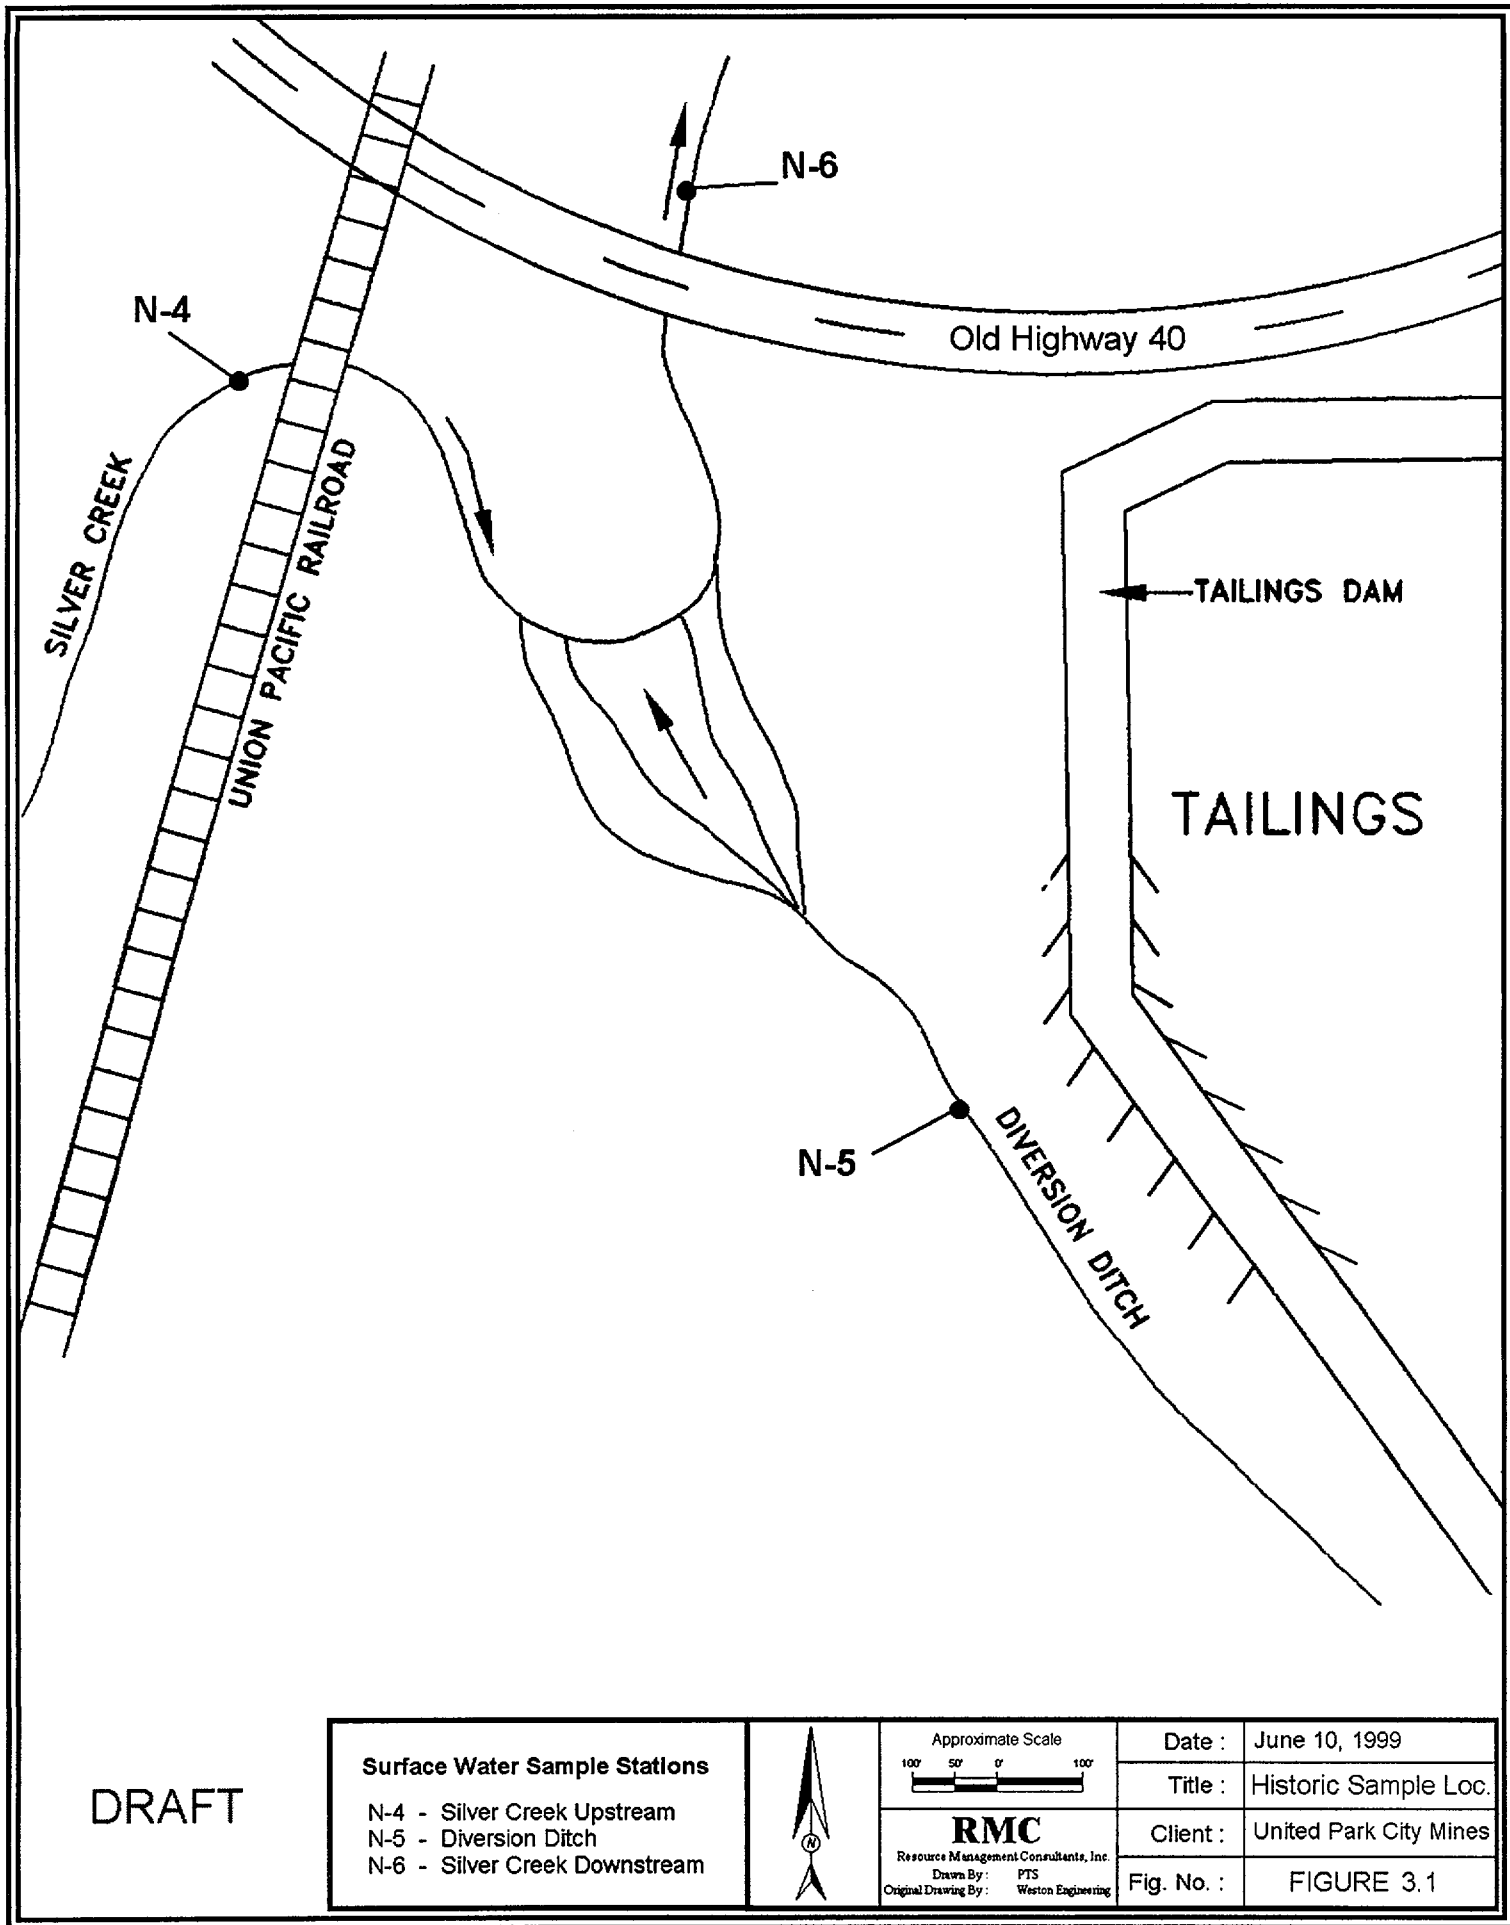 N-6
N-4
Old Highway 40
SILVER CREEK
UNION PACIFIC RAILROAD
TAILINGS DAM
TAILINGS
N-5
DIVERSION DITCH
DRAFT
Surface Water Sample Stations
N-4 - Silver Creek Upstream
N-5 - Diversion Ditch
N-6 - Silver Creek Downstream
N
Approximate Scale
100' 50' 0' 100'
RMC
Resource Management Consultants, Inc.
Drawn By : PTS
Original Drawing By : Weston Engineering
Date : June 10, 1999
Title : Historic Sample Loc.
Client : United Park City Mines
Fig. No. : FIGURE 3.1